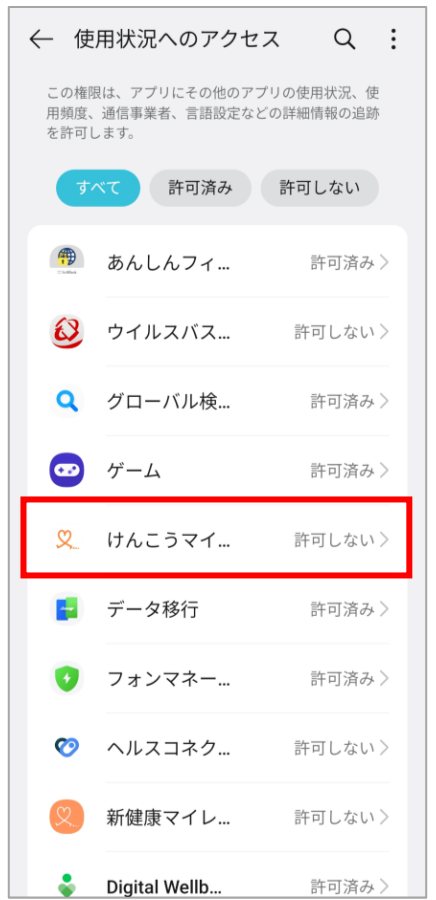 使用状況へのアクセス
この権限は、アプリにその他のアプリの使用状況、使
用頻度、通信事業者、言語設定などの詳細情報の追跡
を許可します。
すべて 許可済み 許可しない
あんしんフィ... 許可済み
ウイルスバス... 許可しない
グローバル検... 許可済み
ゲーム 許可済み
けんこうマイ... 許可しない
データ移行 許可済み
フォンマネー... 許可済み
ヘルスコネク... 許可しない
新健康マイレ... 許可しない
Digital Wellb... 許可済み